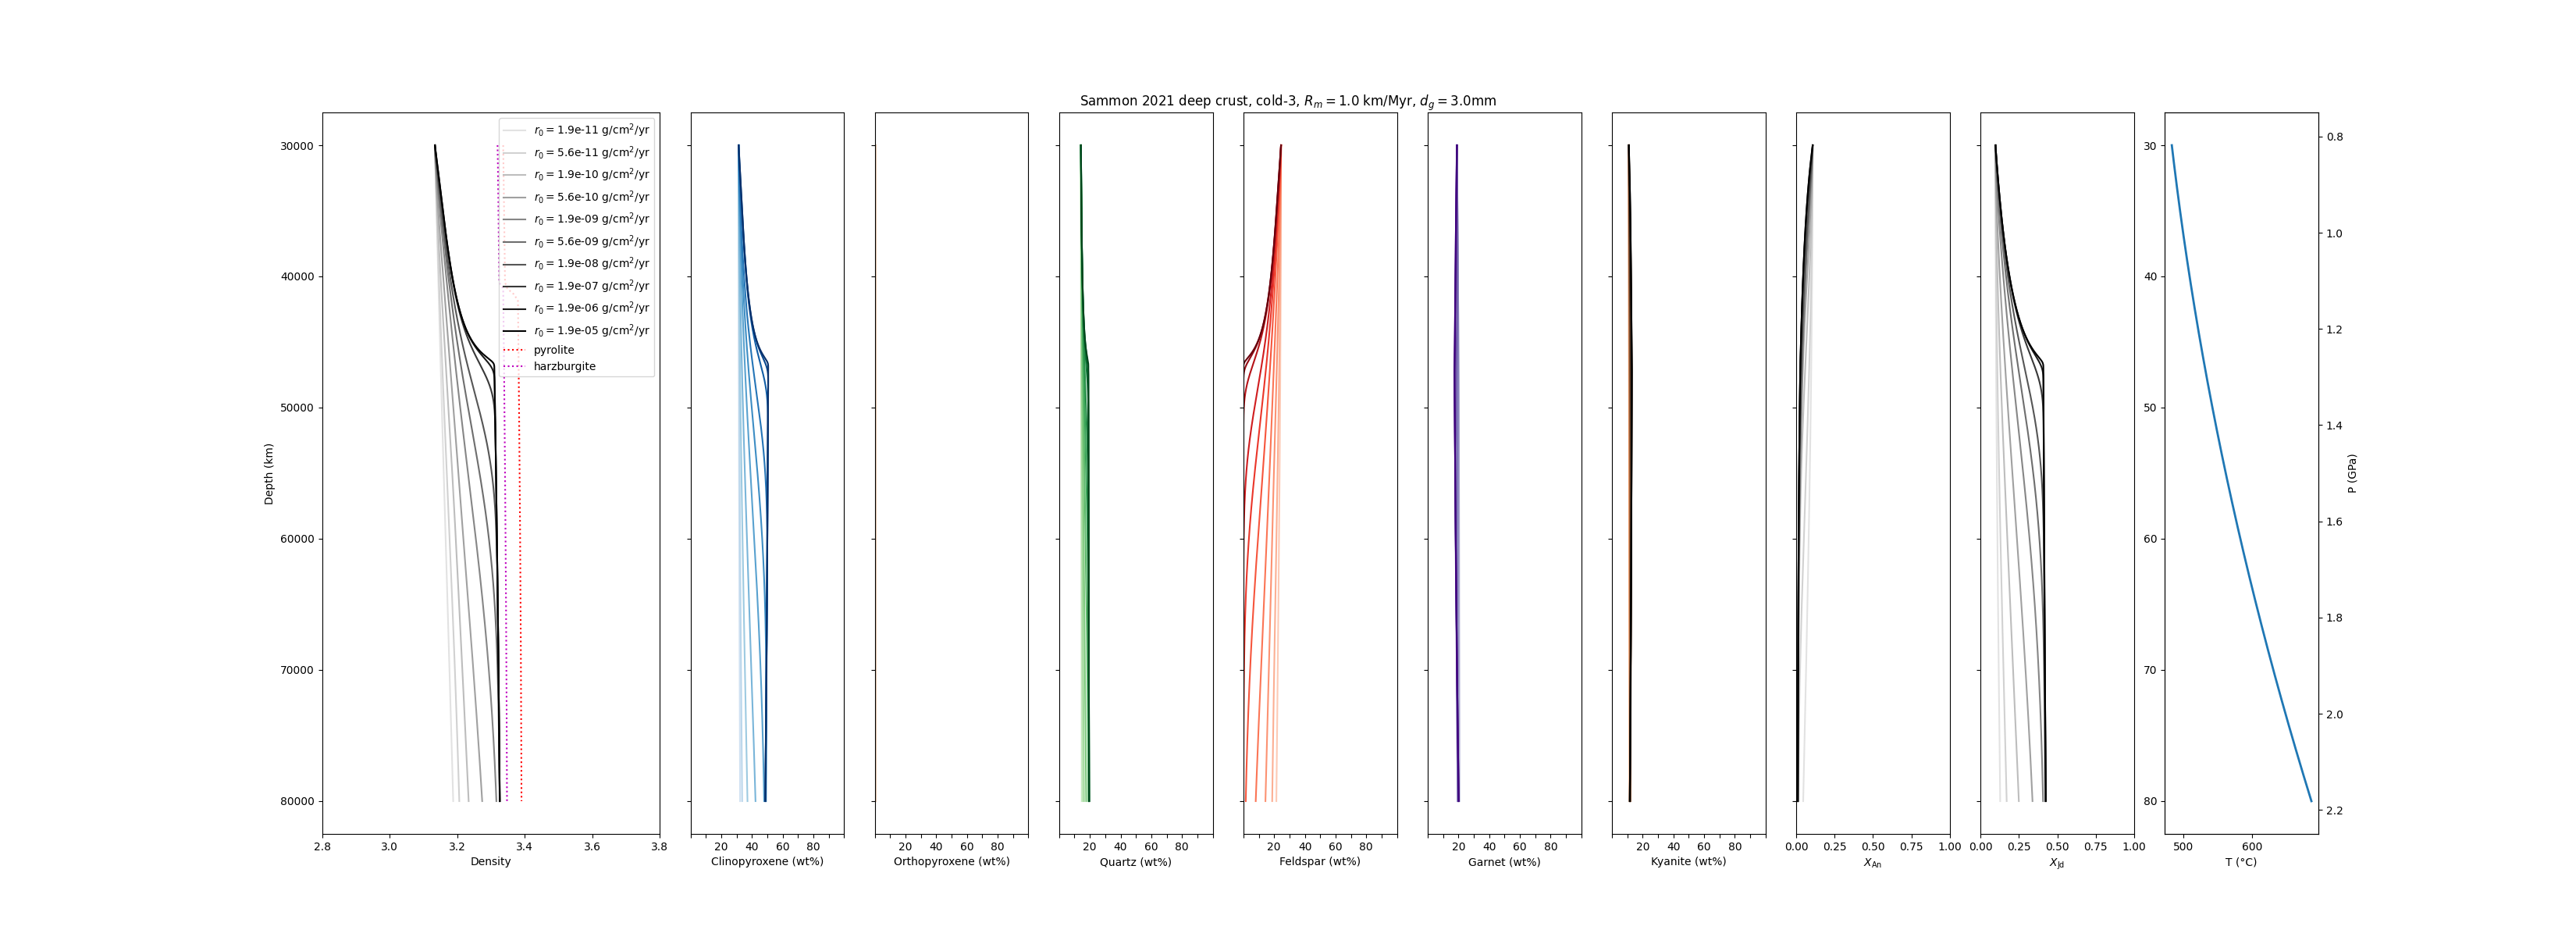 Sammon 2021 deep crust, cold-3, R_m = 1.0 km/Myr, d_g = 3.0mm
r_0 = 1.9e-11 g/cm²/yr
r_0 = 5.6e-11 g/cm²/yr
r_0 = 1.9e-10 g/cm²/yr
r_0 = 5.6e-10 g/cm²/yr
r_0 = 1.9e-09 g/cm²/yr
r_0 = 5.6e-09 g/cm²/yr
r_0 = 1.9e-08 g/cm²/yr
r_0 = 1.9e-07 g/cm²/yr
r_0 = 1.9e-06 g/cm²/yr
r_0 = 1.9e-05 g/cm²/yr
pyrolite
harzburgite
30000
40000
50000
60000
70000
80000
Depth (km)
2.8 3.0 3.2 3.4 3.6 3.8
Density
20 40 60 80
Clinopyroxene (wt%)
20 40 60 80
Orthopyroxene (wt%)
20 40 60 80
Quartz (wt%)
20 40 60 80
Feldspar (wt%)
20 40 60 80
Garnet (wt%)
20 40 60 80
Kyanite (wt%)
0.00 0.25 0.50 0.75 1.00
X_An
0.00 0.25 0.50 0.75 1.00
X_Jd
30
40
50
60
70
80
500 600
T (°C)
0.8
1.0
1.2
1.4
1.6
1.8
2.0
2.2
P (GPa)